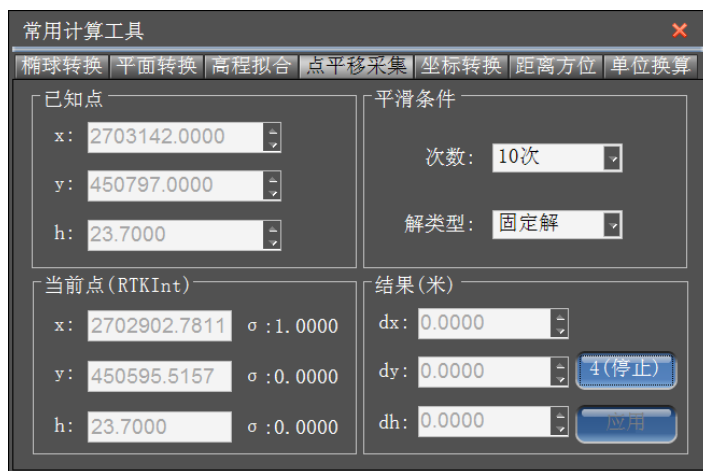 常用计算工具
椭球转换 平面转换 高程拟合 点平移采集 坐标转换 距离方位 单位换算
已知点
x: 2703142.0000
y: 450797.0000
h: 23.7000
平滑条件
次数: 10次
解类型: 固定解
当前点(RTKInt)
x: 2702902.7811 σ:1.0000
y: 450595.5157 σ:0.0000
h: 23.7000 σ:0.0000
结果(米)
dx: 0.0000
dy: 0.0000 4(停止)
dh: 0.0000 应用